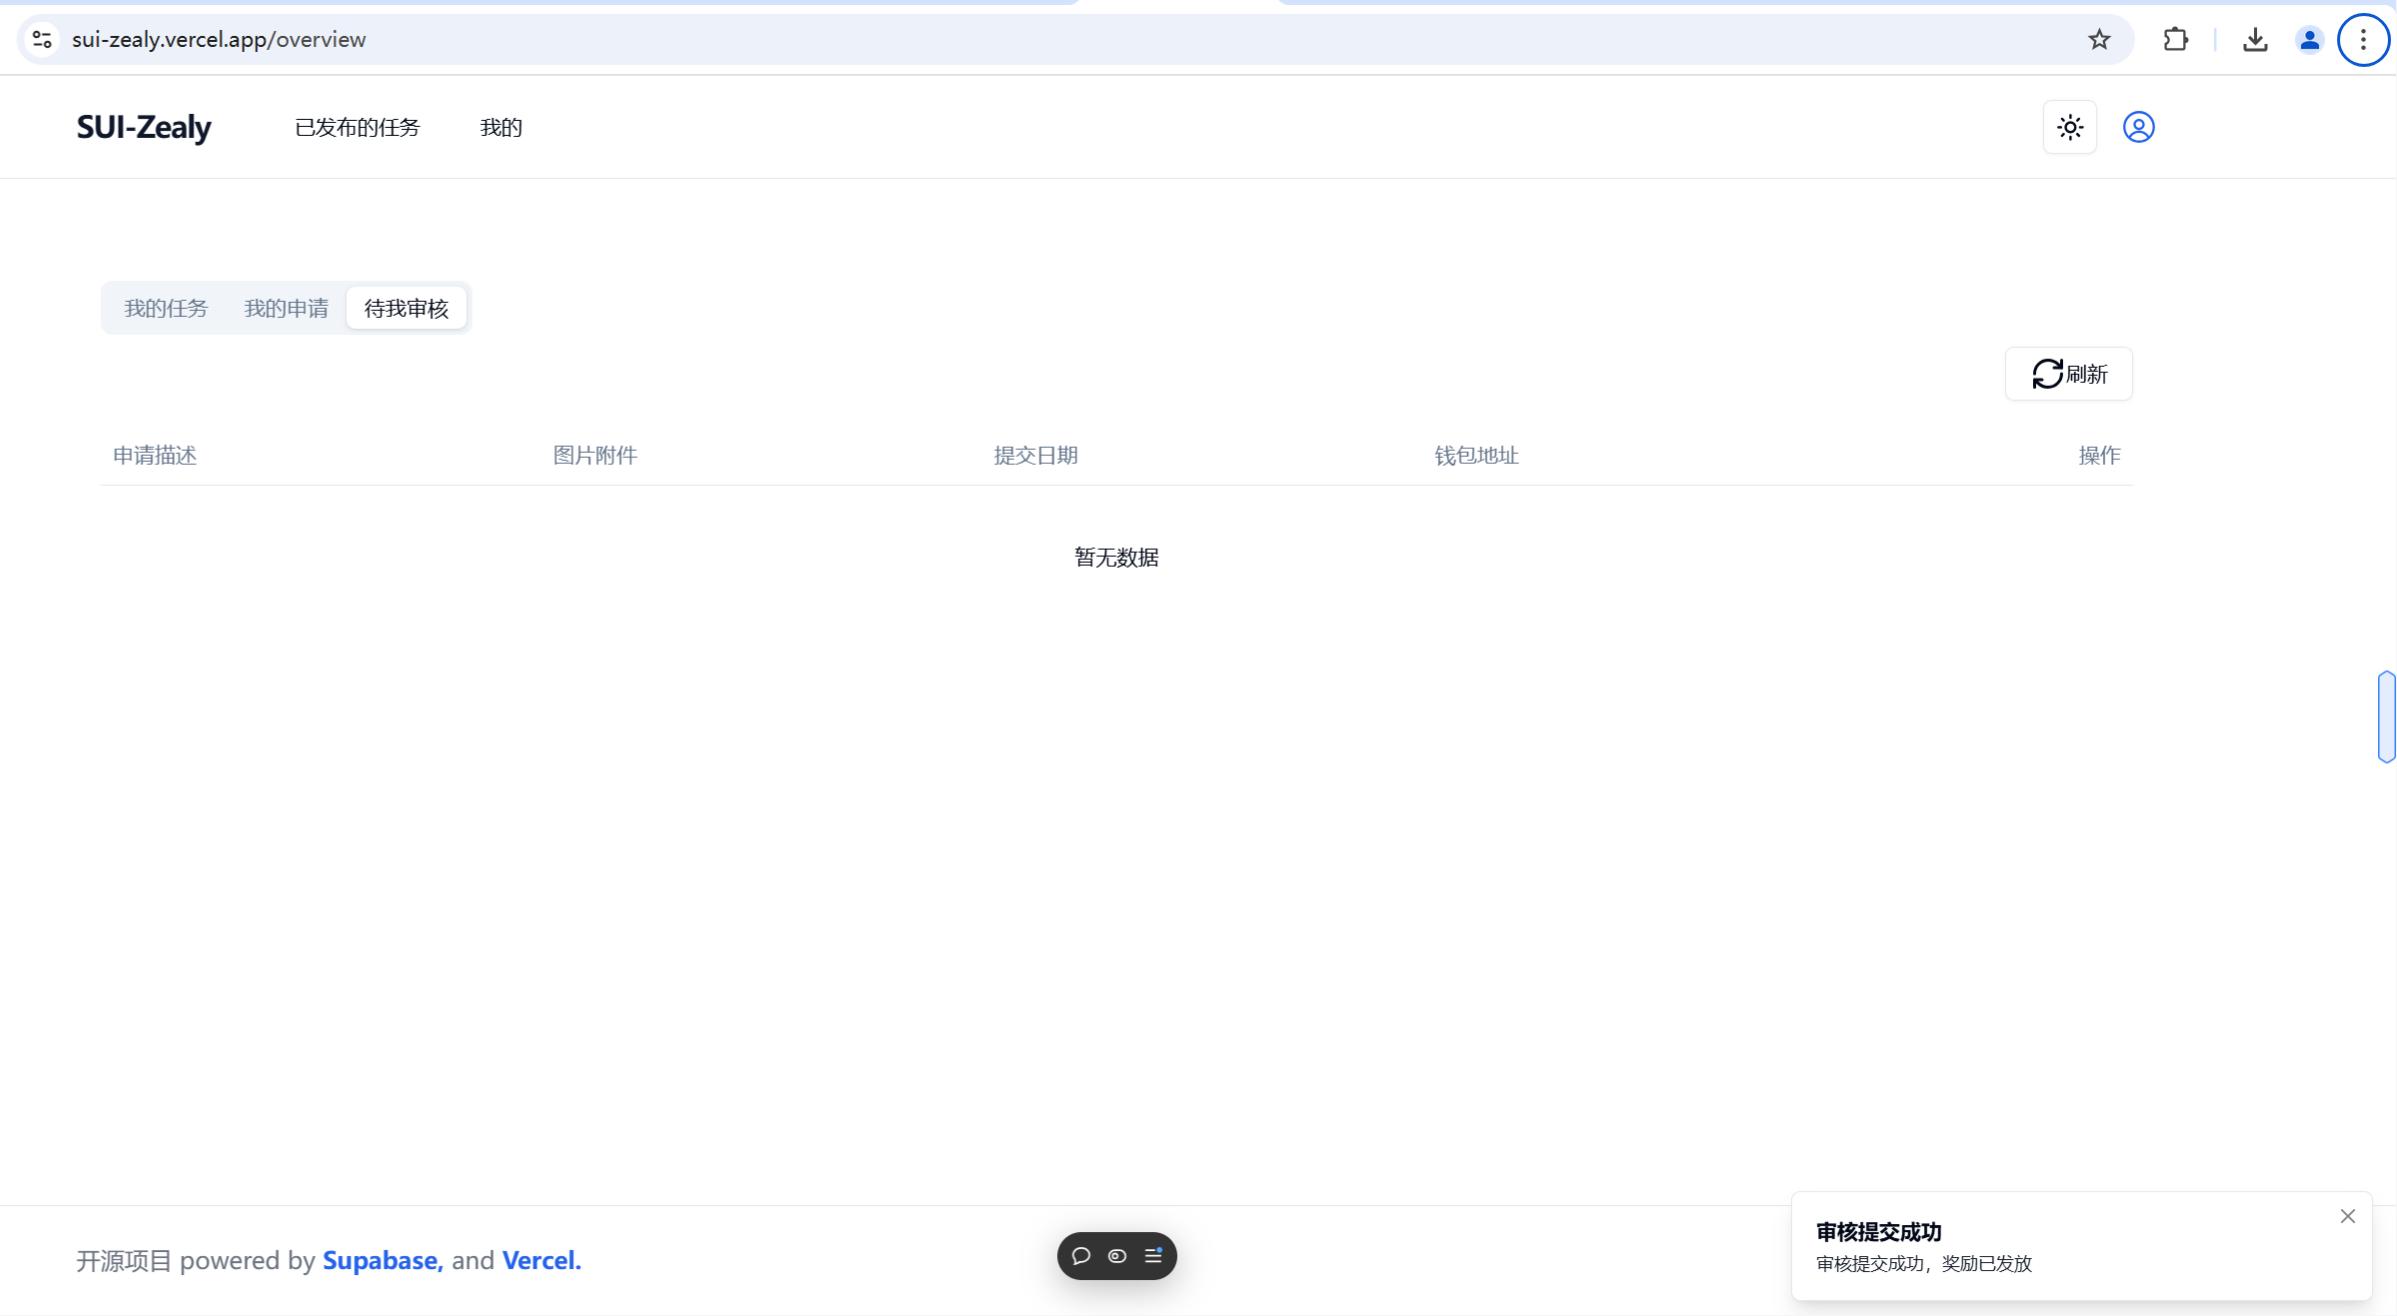 sui-zealy.vercel.app/overview
SUI-Zealy 已发布的任务 我的
我的任务 我的申请 待我审核
刷新
申请描述 图片附件 提交日期 钱包地址 操作
暂无数据
开源项目 powered by Supabase, and Vercel.
审核提交成功
审核提交成功，奖励已发放